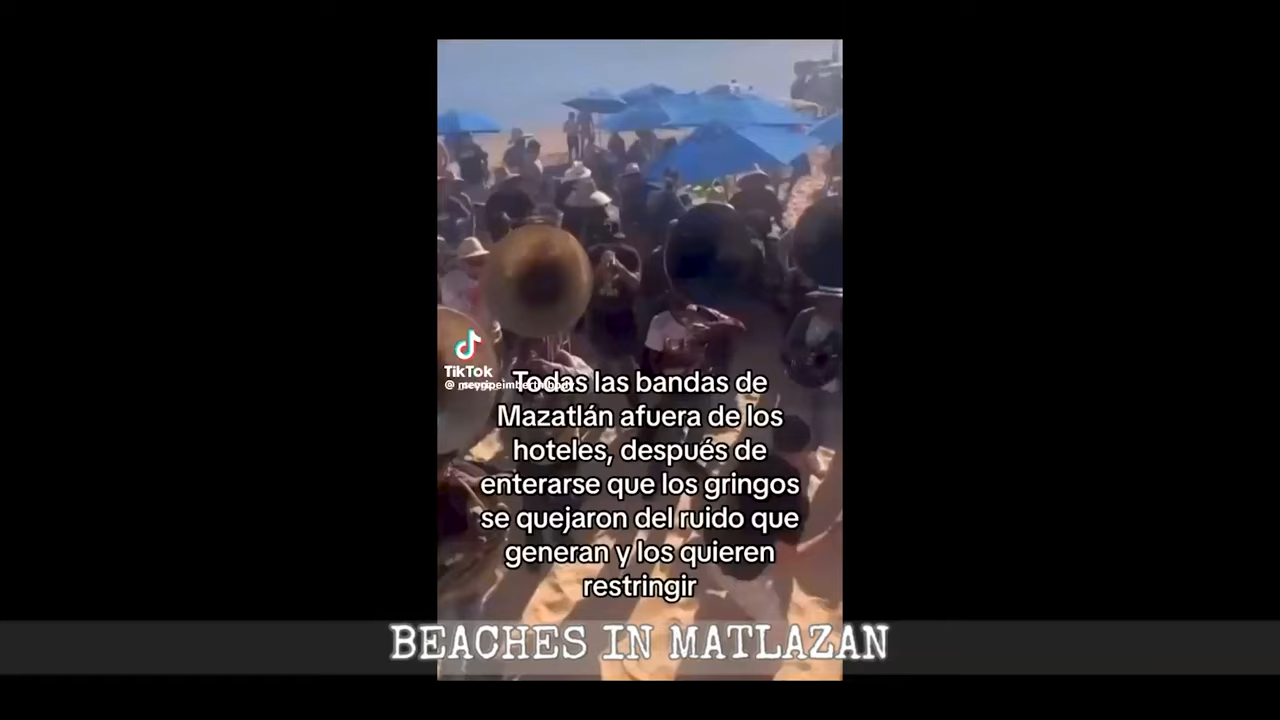 TikTok
Todas las bandas de
Mazatlán afuera de los
hoteles, después de
enterarse que los gringos
se quejaron del ruido que
generan y los quieren
restringir
BEACHES IN MATLAZAN